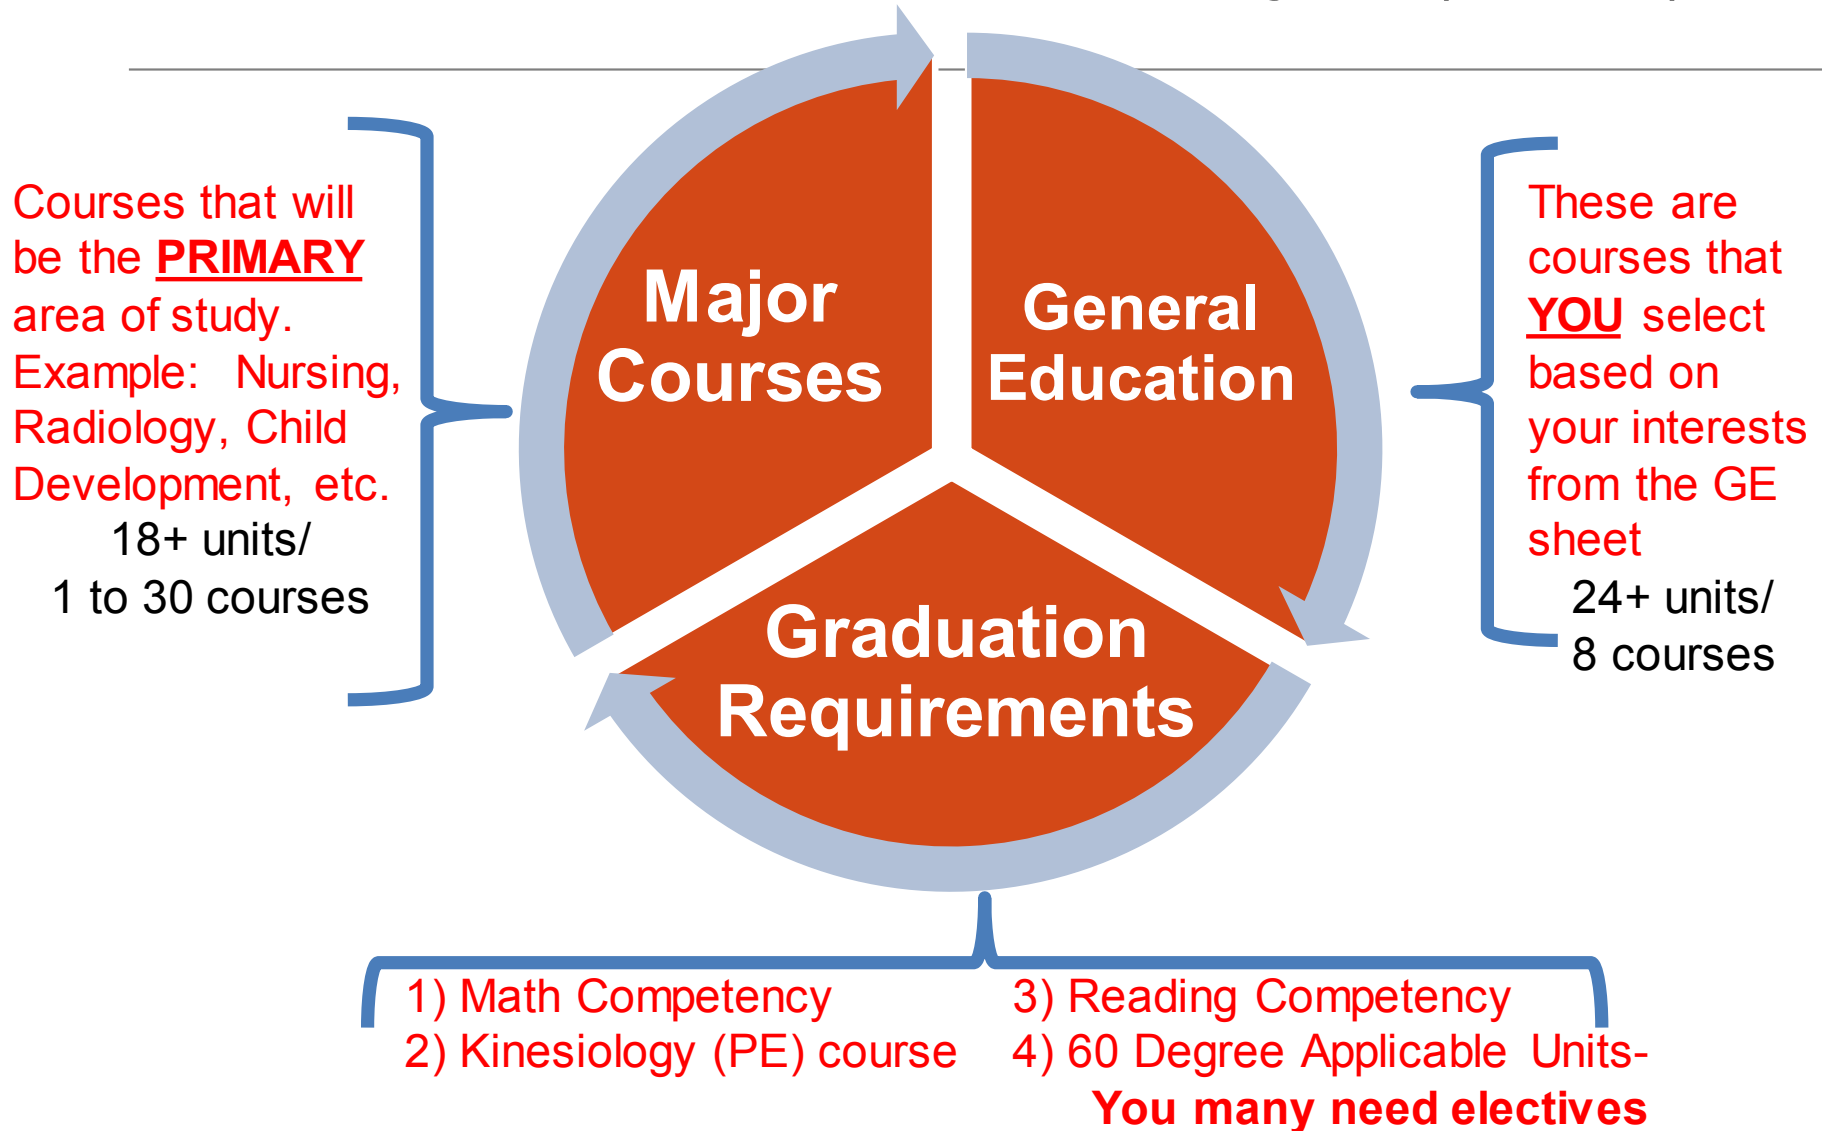 Courses that will
be the PRIMARY
area of study.
Example: Nursing,
Radiology, Child
Development, etc.
18+ units/
1 to 30 courses
Major
Courses
General
Education
Graduation
Requirements
These are
courses that
YOU select
based on
your interests
from the GE
sheet
24+ units/
8 courses
1) Math Competency
2) Kinesiology (PE) course
3) Reading Competency
4) 60 Degree Applicable Units-
You many need electives